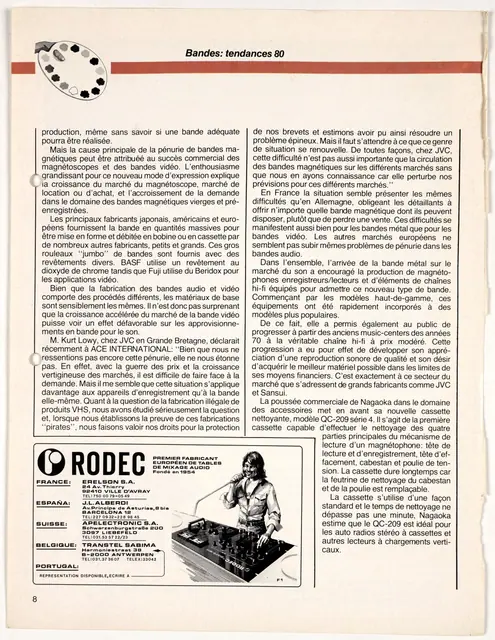 Bandes: tendances 80
production, même sans savoir si une bande adéquate
pourra être réalisée.
Mais la cause principale de la pénurie de bandes ma-
gnétiques peut être attribuée au succès commercial des
magnétoscopes et des bandes vidéo. L'enthousiasme
grandissant pour ce nouveau mode d'expression explique
la croissance du marché du magnétoscope, marché de
location ou d'achat, et l'accroissement de la demande
dans le domaine des bandes magnétiques vierges et pré-
enregistrées.
Les principaux fabricants japonais, américains et euro-
péens fournissent la bande en quantités massives pour
être mise en forme et débitée en bobine ou en cassette par
de nombreux autres fabricants, petits et grands. Ces gros
rouleaux "jumbo" de bandes sont fournis avec des
revêtements divers. BASF utilise un revêtement au
dioxyde de chrome tandis que Fuji utilise du Beridox pour
les applications vidéo.
Bien que la fabrication des bandes audio et vidéo
comporte des procédés différents, les matériaux de base
sont sensiblement les mêmes. Il n'est donc pas surprenant
que la croissance accélérée du marché de la bande vidéo
puisse voir un effet défavorable sur les approvisionne-
ments en bande pour le son.
M. Kurt Lowy, chez JVC en Grande Bretagne, déclarait
récemment à ACE INTERNATIONAL: "Bien que nous ne
ressentions pas encore cette pénurie, elle ne nous étonne
pas. En effet, avec la guerre des prix et la croissance
vertigineuse des marchés, il est difficile de faire face à la
demande. Mais il me semble que cette situation s'applique
davantage aux appareils d'enregistrement qu'à la bande
elle-même. Quant à la question de la fabrication illégale de
produits VHS, nous avons étudié sérieusement la question
et, lorsque nous établissons la preuve de ces fabrications
"pirates", nous faisons valoir nos droits pour la protection
de nos brevets et estimons avoir pu ainsi résoudre un
problème épineux. Mais il faut s'attendre à ce que ce genre
de situation se renouvelle. De toutes façons, chez JVC,
cette difficulté n'est pas aussi importante que la circulation
des bandes magnétiques sur les différents marchés sans
que nous en ayons connaissance car elle perturbe nos
prévisions pour ces différents marchés."
En France la situation semble présenter les mêmes
difficultés qu'en Allemagne, obligeant les détaillants à
offrir n'importe quelle bande magnétique dont ils peuvent
disposer, plutôt que de perdre une vente. Ces difficultés se
manifestent aussi bien pour les bandes métal que pour les
bandes vidéo. Les autres marchés européens ne
semblent pas subir mêmes problèmes de pénurie dans les
bandes audio.
Dans l'ensemble, l'arrivée de la bande métal sur le
marché du son a encouragé la production de magnéto-
phones enregistreurs/lecteurs et d'éléments de chaînes
hi-fi équipés pour admettre ce nouveau type de bande.
Commençant par les modèles haut-de-gamme, ces
équipements ont été rapidement incorporés à des
modèles plus populaires.
De ce fait, elle a permis également au public de
progresser à partir des anciens music-centers des années
70 à la véritable chaîne hi-fi à prix modéré. Cette
progression a eu pour effet de développer son appré-
ciation d'une reproduction sonore de qualité et son désir
d'acquérir le meilleur matériel possible dans les limites de
ses moyens financiers. C'est exactement à ce secteur du
marché que s'adressent de grands fabricants comme JVC
et Sansui.
La poussée commerciale de Nagaoka dans le domaine
des accessoires met en avant sa nouvelle cassette
nettoyante, modèle QC-209 série 4. Il s'agit de la première
cassette capable d'effectuer le nettoyage des quatre
parties principales du mécanisme de
lecture d'un magnétophone: tête de
lecture et d'enregistrement, tête d'ef-
facement, cabestan et poulie de ten-
sion. La cassette dure longtemps car
la feutrine de nettoyage du cabestan
et de la poulie est remplaçable.
La cassette s'utilise d'une façon
standard et le temps de nettoyage ne
dépasse pas une minute. Nagaoka
estime que le QC-209 est idéal pour
les auto radios stéréo à cassettes et
autres lecteurs à chargements verti-
caux.
RODEC
PREMIER FABRICANT
EUROPÉEN DE TABLES
DE MIXAGE AUDIO
Fondé en 1954
FRANCE: ERELSON S.A.
24 Av. Thierry
92410 VILLE D'AVRAY
ESPAÑA: J.L. ALBERDI
Av. Principe de Asturias, 5 bis
BARCELONA 12
SUISSE: APELECTRONIC S.A.
Schwarzenburgstraße 200
3097 LIEBEFELD
BELGIQUE: TRANSTEL SABIMA
Harmoniestraat 38
B-2000 ANTWERPEN
PORTUGAL:
REPRESENTATION DISPONIBLE, ECRIRE A
8